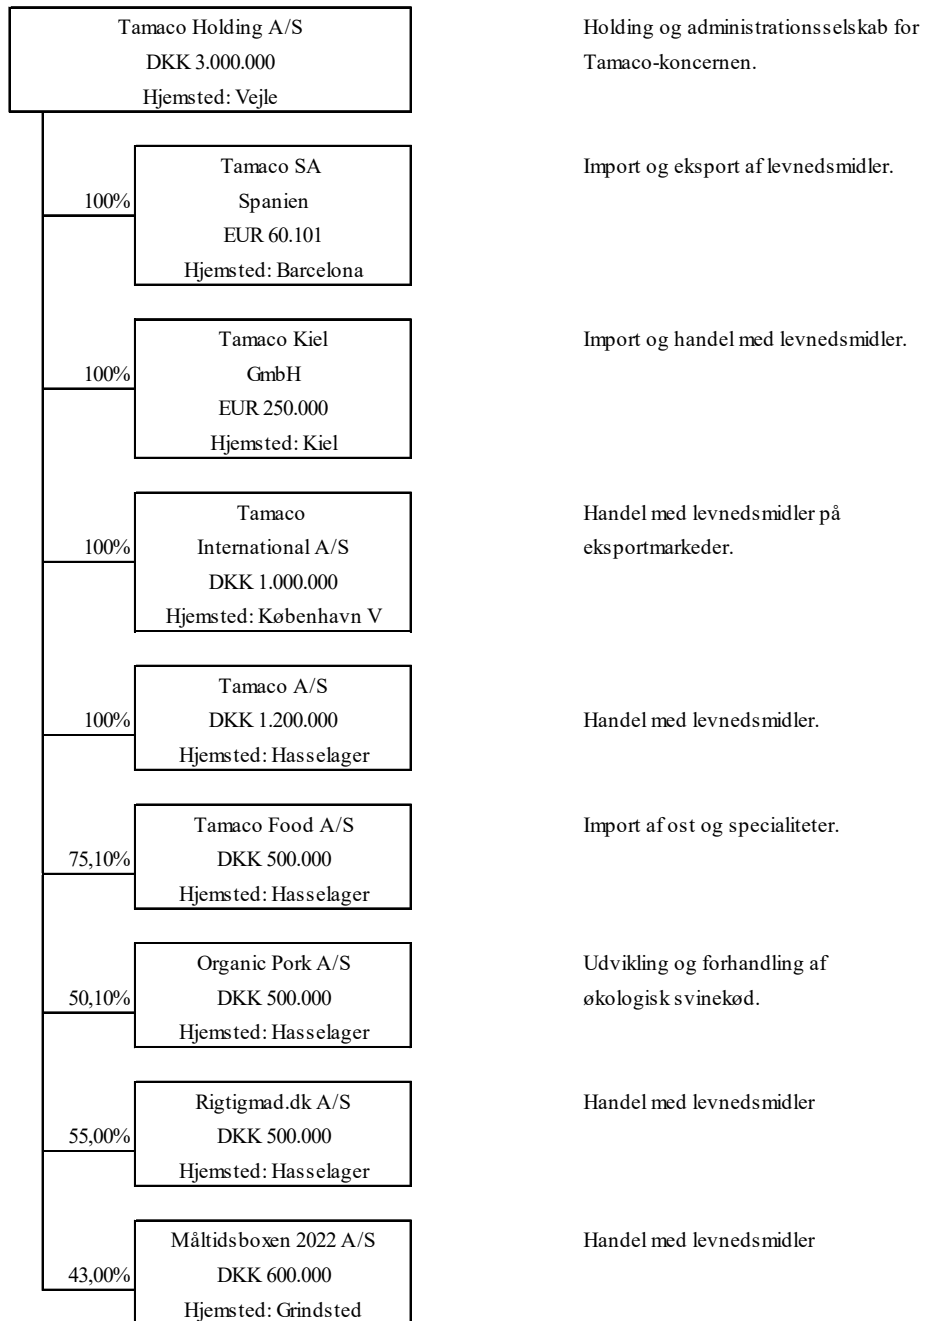 Tamaco Holding A/S
DKK 3.000.000
Hjemsted: Vejle
Holding og administrationsselskab for
Tamaco-koncernen.
100%
Tamaco SA
Spanien
EUR 60.101
Hjemsted: Barcelona
Import og eksport af levnedsmidler.
100%
Tamaco Kiel
GmbH
EUR 250.000
Hjemsted: Kiel
Import og handel med levnedsmidler.
100%
Tamaco
International A/S
DKK 1.000.000
Hjemsted: København V
Handel med levnedsmidler på
eksportmarkeder.
100%
Tamaco A/S
DKK 1.200.000
Hjemsted: Hasselager
Handel med levnedsmidler.
75,10%
Tamaco Food A/S
DKK 500.000
Hjemsted: Hasselager
Import af ost og specialiteter.
50,10%
Organic Pork A/S
DKK 500.000
Hjemsted: Hasselager
Udvikling og forhandling af
økologisk svinekød.
55,00%
Rigtigmad.dk A/S
DKK 500.000
Hjemsted: Hasselager
Handel med levnedsmidler
43,00%
Måltidsboxen 2022 A/S
DKK 600.000
Hjemsted: Grindsted
Handel med levnedsmidler